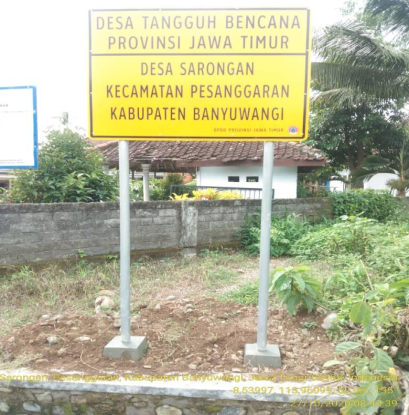 DESA TANGGUH BENCANA
PROVINSI JAWA TIMUR
DESA SARONGAN
KECAMATAN PESANGGARAN
KABUPATEN BANYUWANGI
BPBD PROVINSI JAWA TIMUR